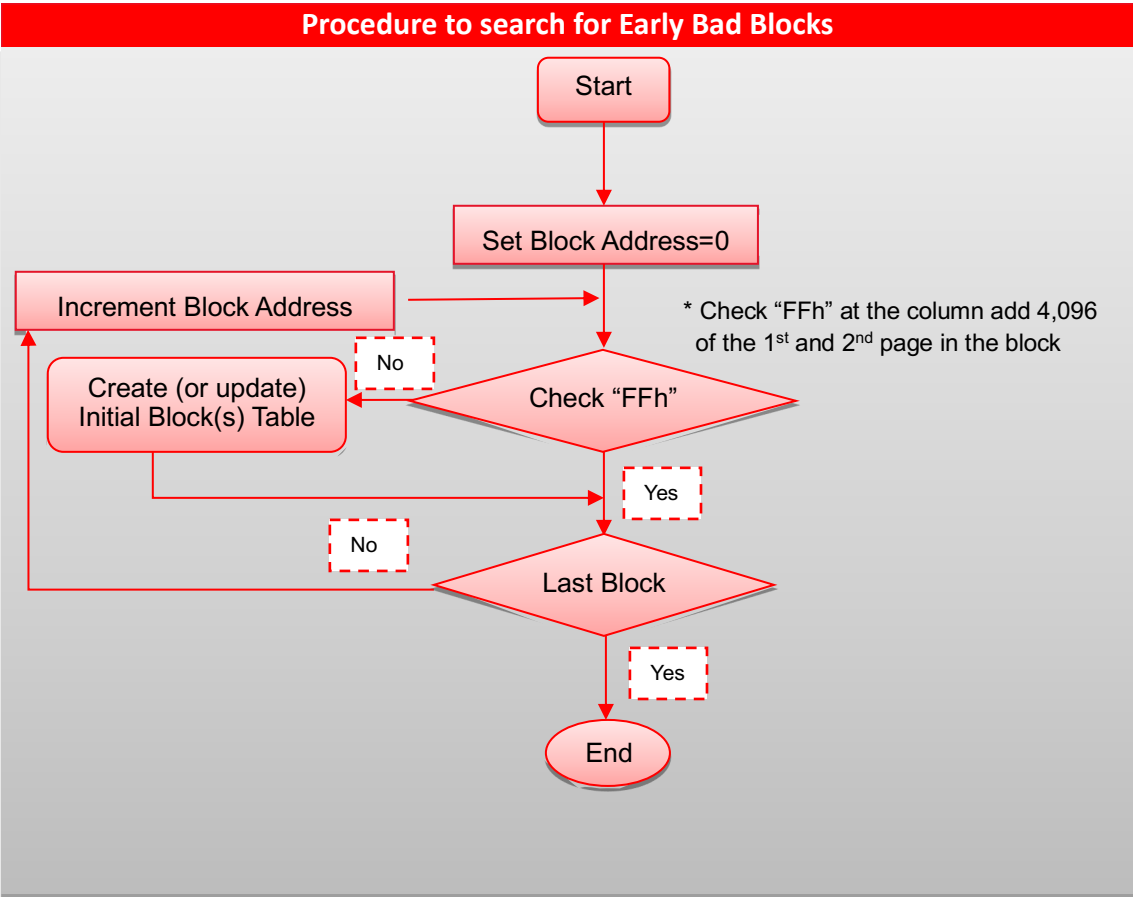 Procedure to search for Early Bad Blocks
Start
Set Block Address=0
Increment Block Address
* Check “FFh” at the column add 4,096
of the 1st and 2nd page in the block
No
Create (or update)
Initial Block(s) Table
Check “FFh”
Yes
No
Last Block
Yes
End